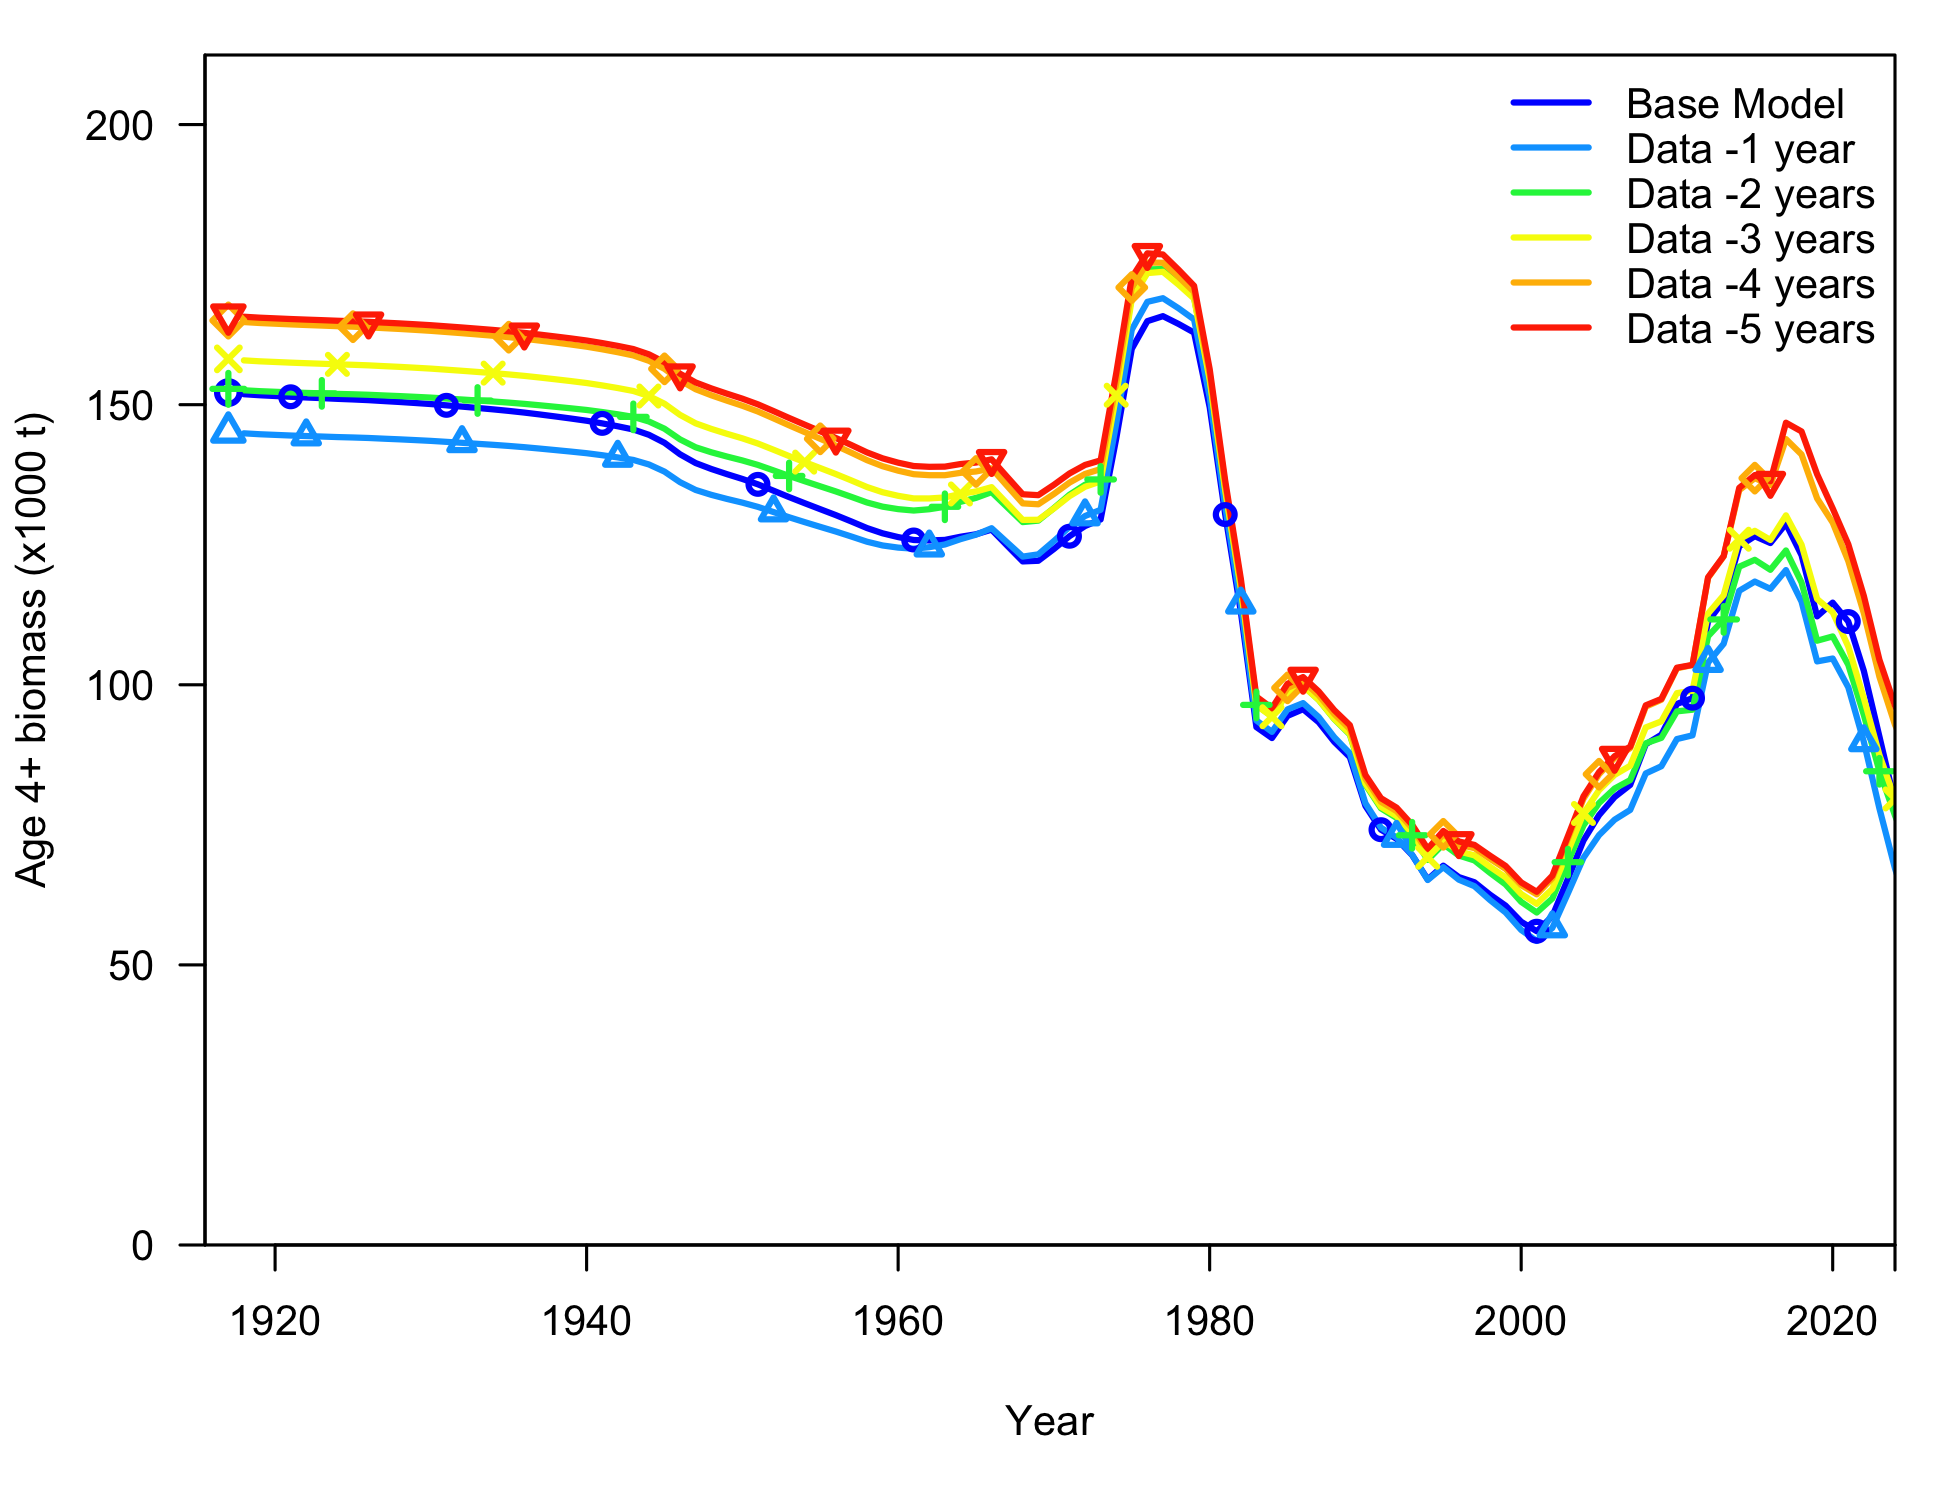 Base Model
Data -1 year
Data -2 years
Data -3 years
Data -4 years
Data -5 years
Age 4+ biomass (x1000 t)
200
150
100
50
0
1920 1940 1960 1980 2000 2020
Year